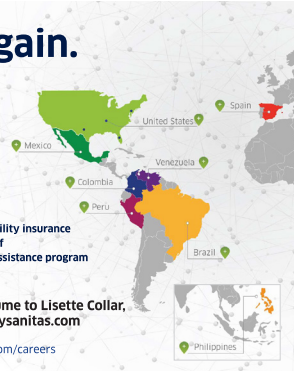 gain.
Spain
United States
Mexico
Venezuela
Colombia
Peru
ility insurance
f
ssistance program
Brazil
ume to Lisette Collar,
ysanitas.com
om/careers
Philippines